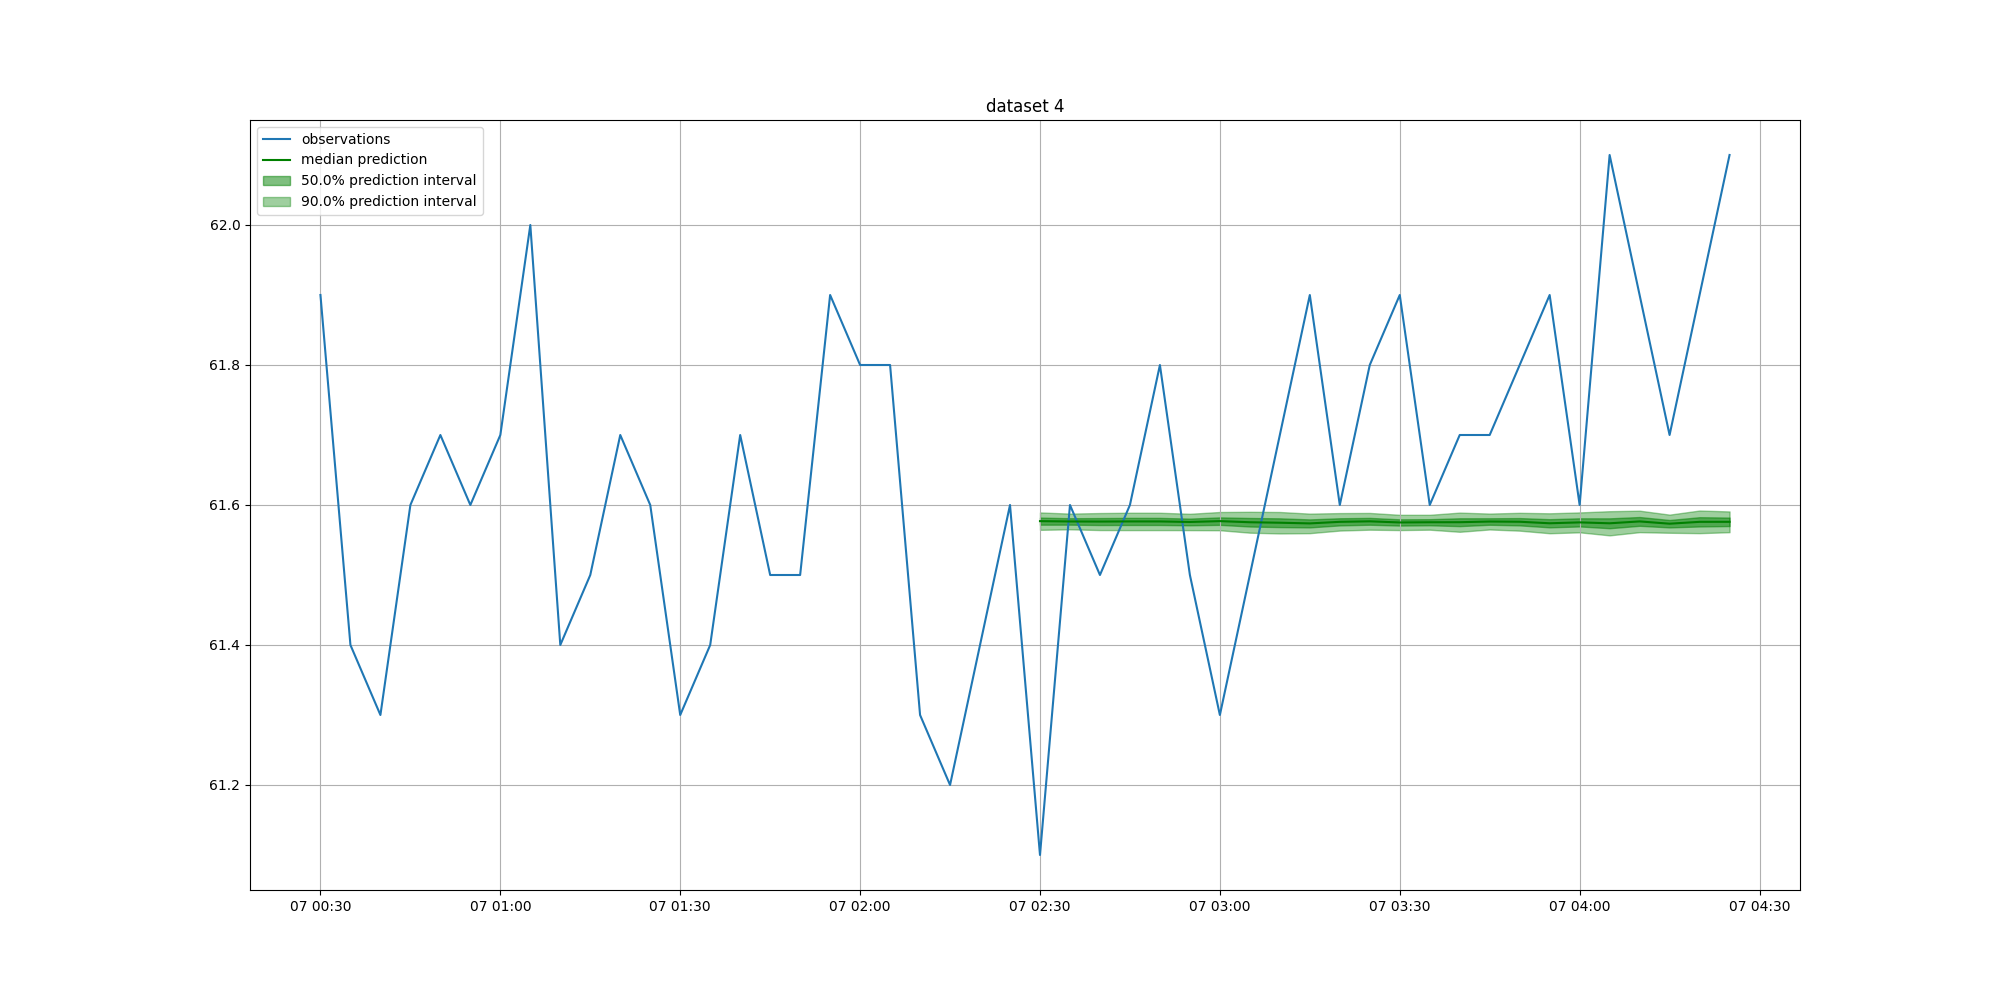 dataset 4
observations
median prediction
50.0% prediction interval
90.0% prediction interval
62.0
61.8
61.6
61.4
61.2
07 00:30 07 01:00 07 01:30 07 02:00 07 02:30 07 03:00 07 03:30 07 04:00 07 04:30